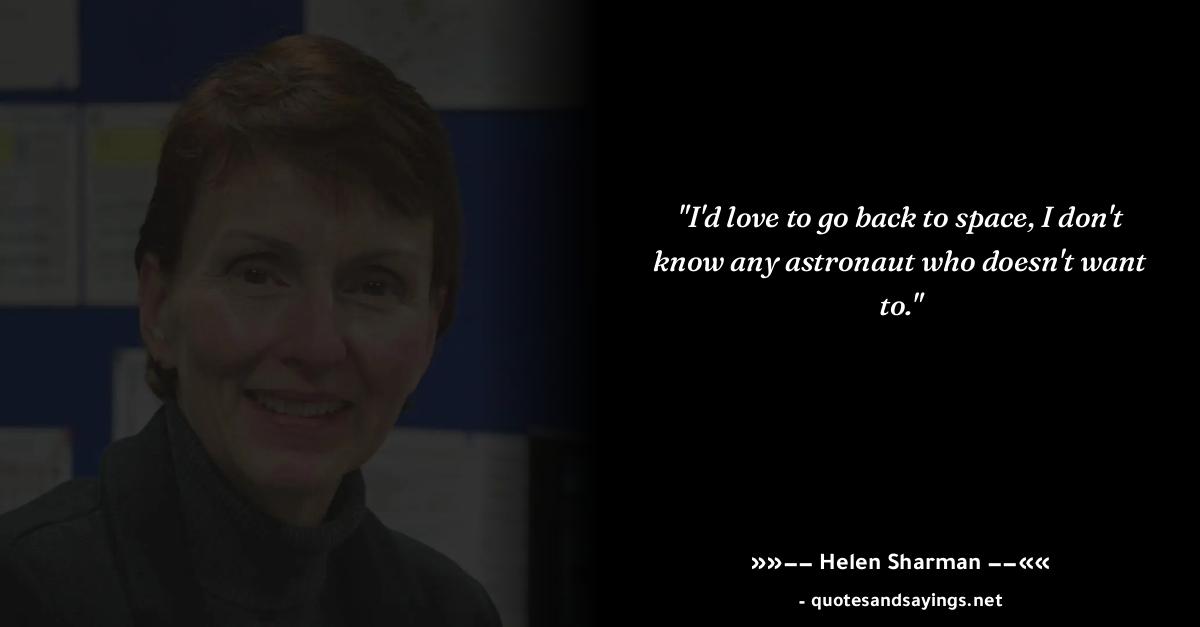 "I'd love to go back to space, I don't
know any astronaut who doesn't want
to."
»»−− Helen Sharman −−««
- quotesandsayings.net